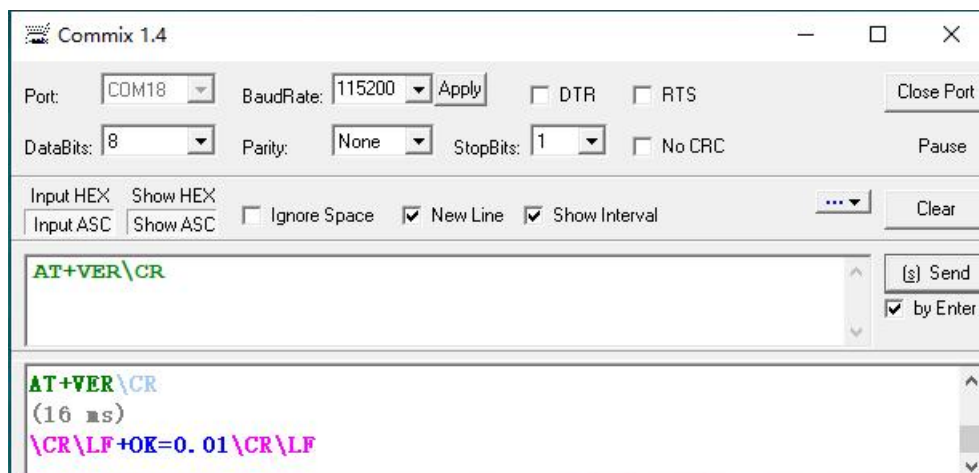 Commix 1.4
Port: COM18 BaudRate: 115200 Apply DTR RTS Close Port
DataBits: 8 Parity: None StopBits: 1 No CRC Pause
Input HEX Show HEX
Input ASC Show ASC Ignore Space New Line Show Interval ... Clear
AT+VER\CR
(s) Send
by Enter
AT+VER\CR
(16 ms)
\CR\LF+OK=0.01\CR\LF